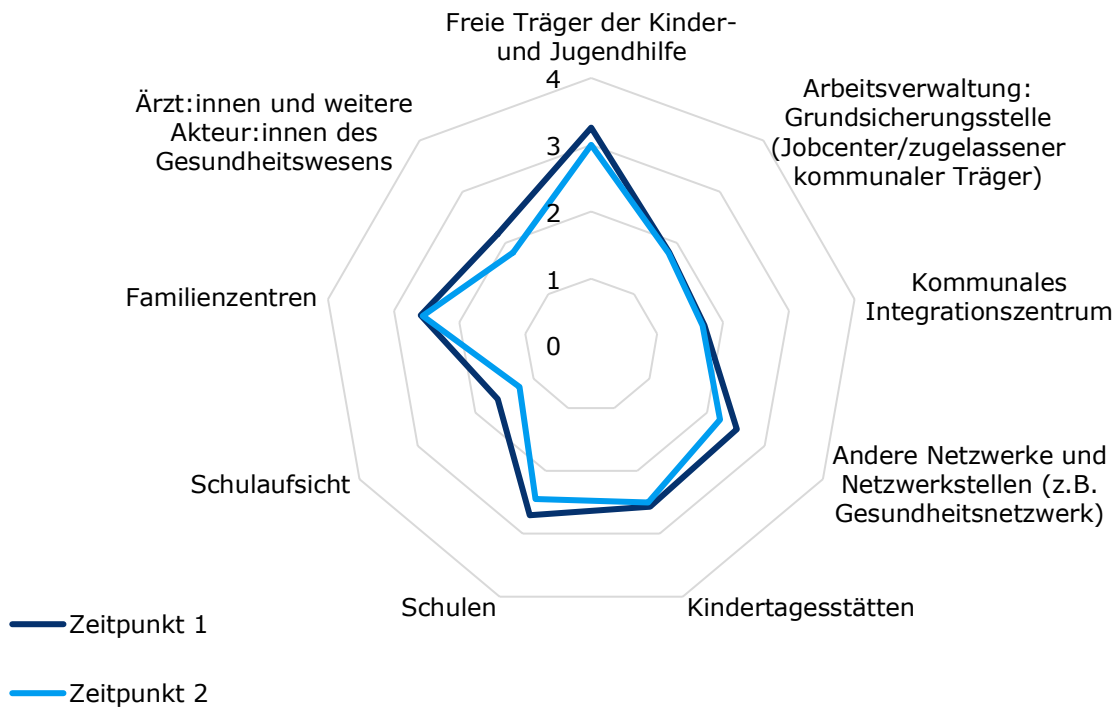 Freie Träger der Kinder-
und Jugendhilfe
Arbeitsverwaltung:
Grundsicherungsstelle
(Jobcenter/zugelassener
kommunaler Träger)
Kommunales
Integrationszentrum
Andere Netzwerke und
Netzwerkstellen (z.B.
Gesundheitsnetzwerk)
Kindertagesstätten
Schulen
Schulaufsicht
Familienzentren
Ärzt:innen und weitere
Akteur:innen des
Gesundheitswesens
4
3
2
1
0
Zeitpunkt 1
Zeitpunkt 2